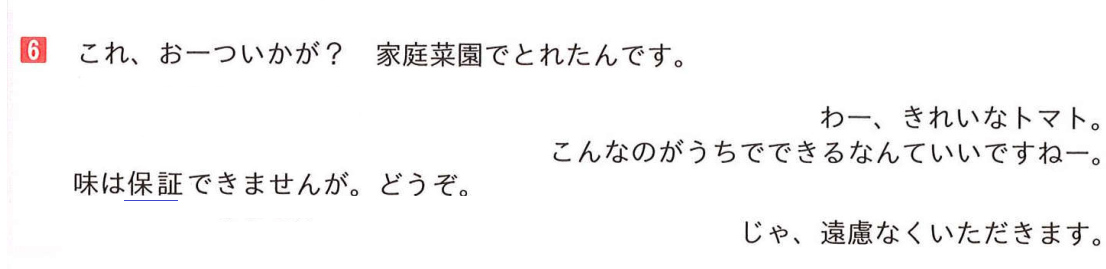 6 これ、お一ついかが？　家庭菜園でとれたんです。
わー、きれいなトマト。
こんなのがうちでできるなんていいですねー。
味は保証できませんが。どうぞ。
じゃ、遠慮なくいただきます。